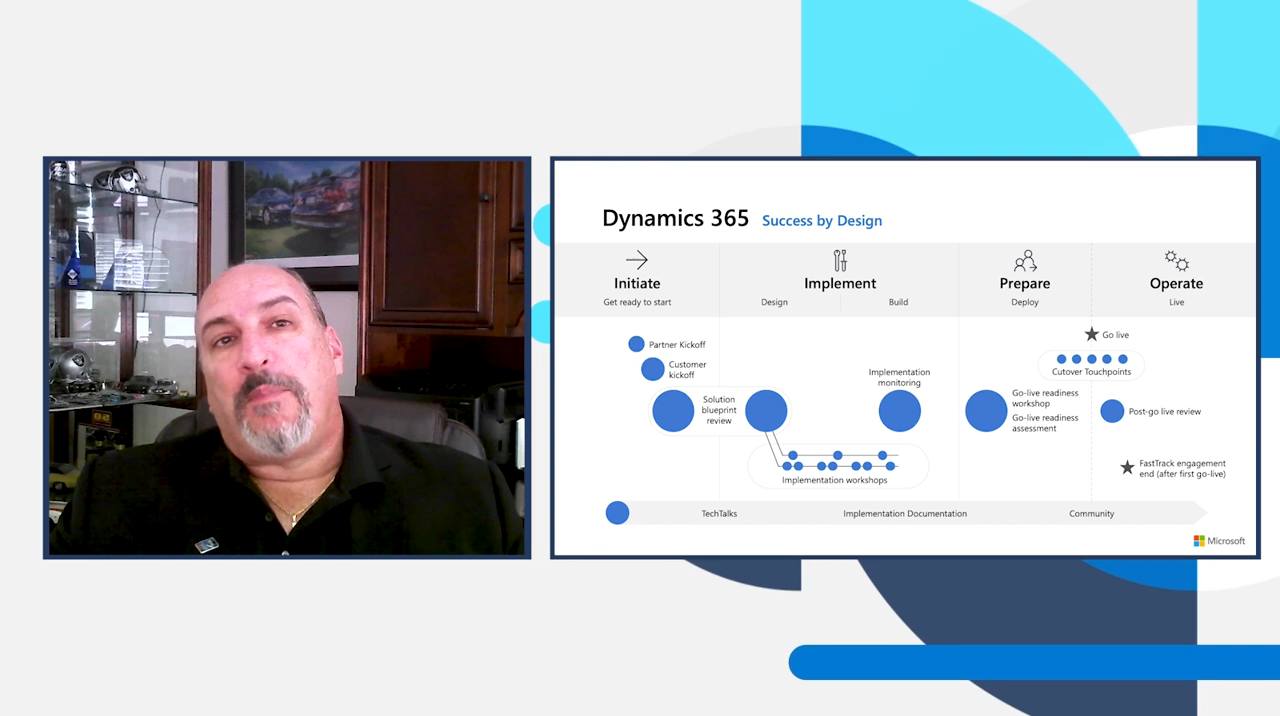 Dynamics 365 Success by Design
Initiate
Get ready to start
Implement
Design
Build
Prepare
Deploy
Operate
Live
Partner Kickoff
Customer
kickoff
Solution
blueprint
review
Implementation workshops
Implementation
monitoring
Go-live readiness
workshop
Go-live readiness
assessment
Go live
Cutover Touchpoints
Post-go live review
FastTrack engagement
end (after first go-live)
TechTalks
Implementation Documentation
Community
Microsoft